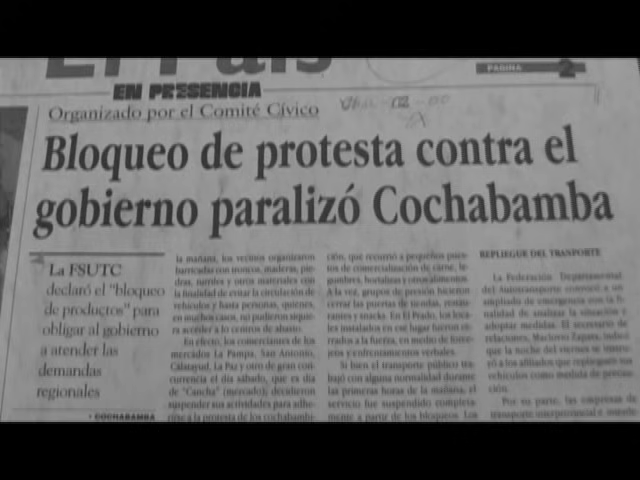 El País
PAGINA 2
EN PRESENCIA
Organizado por el Comité Cívico
Bloqueo de protesta contra el
gobierno paralizó Cochabamba
La FSUTC
declaró el "bloqueo
de productos" para
obligar al gobierno
a atender las
demandas
regionales
COCHABAMBA
la mañana, los vecinos organizaron
barricadas con troncos, maderas, pie-
dras, turriles y otros materiales con
la finalidad de evitar la circulación de
vehículos y hasta personas, quienes,
en muchos casos, no pudieron siquie-
ra acceder a los centros de abasto.
En efecto, los comerciantes de los
mercados La Pampa, San Antonio,
Calatayud, La Paz y otro de gran con-
currencia el día sábado, que es día
de "Cancha" (mercado), decidieron
suspender sus actividades para adhe-
rirse a la protesta de los cochabambi-
ción, que recorrió a pequeños pues-
tos de comercialización de carne, le-
gumbres, hortalizas y otros alimentos.
A la vez, grupos de presión hicieron
cerrar las puertas de tiendas, restau-
rantes y snacks. En El Prado, los loca-
les instalados en ese lugar fueron ce-
rrados a la fuerza, en medio de force-
jeos y enfrentamientos verbales.
Si bien el transporte público tra-
bajó con alguna normalidad durante
las primeras horas de la mañana, el
servicio fue suspendido completa-
mente a partir de los bloqueos. Los
REPLIEGUE DEL TRANPORTE
La Federación Departamental
del Autotransporte convocó a un
ampliado de emergencia con la fi-
nalidad de analizar la situación y
adoptar medidas. El secretario de
relaciones, Zapata, indicó
que la noche del viernes se instru-
yó a los afiliados que replieguen sus
vehículos como medida de precau-
ción.
Por su parte, las empresas de
transporte interprovincial e interde-